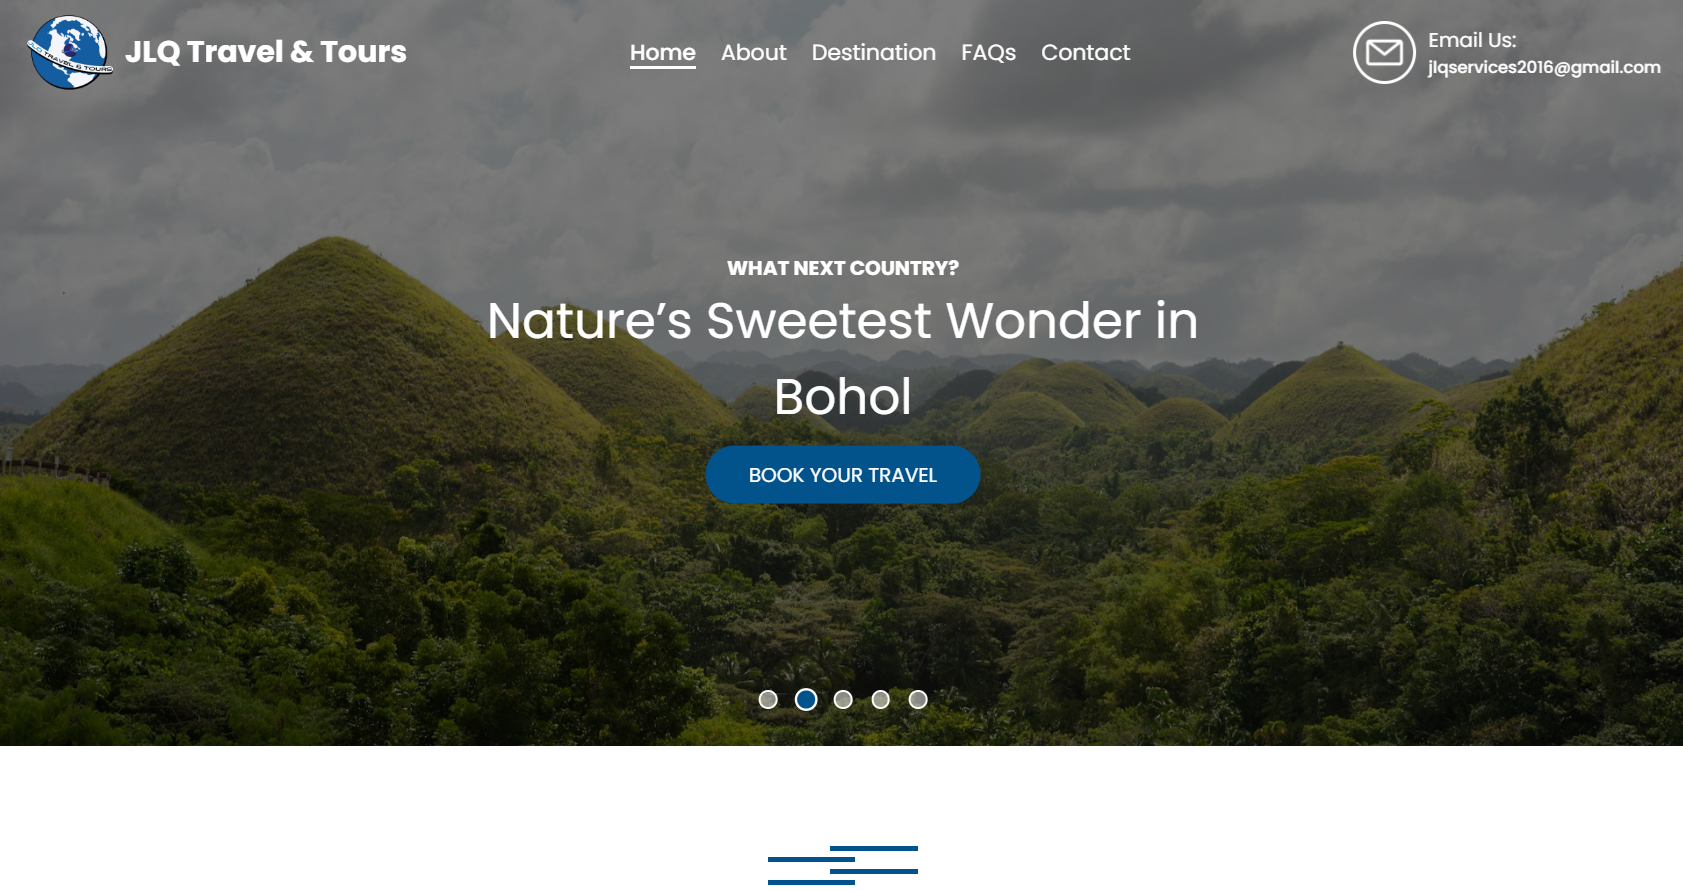 JLQ TRAVEL & TOURS
JLQ Travel & Tours
Home
About
Destination
FAQs
Contact
Email Us:
jlqservices2016@gmail.com
WHAT NEXT COUNTRY?
Nature’s Sweetest Wonder in
Bohol
BOOK YOUR TRAVEL